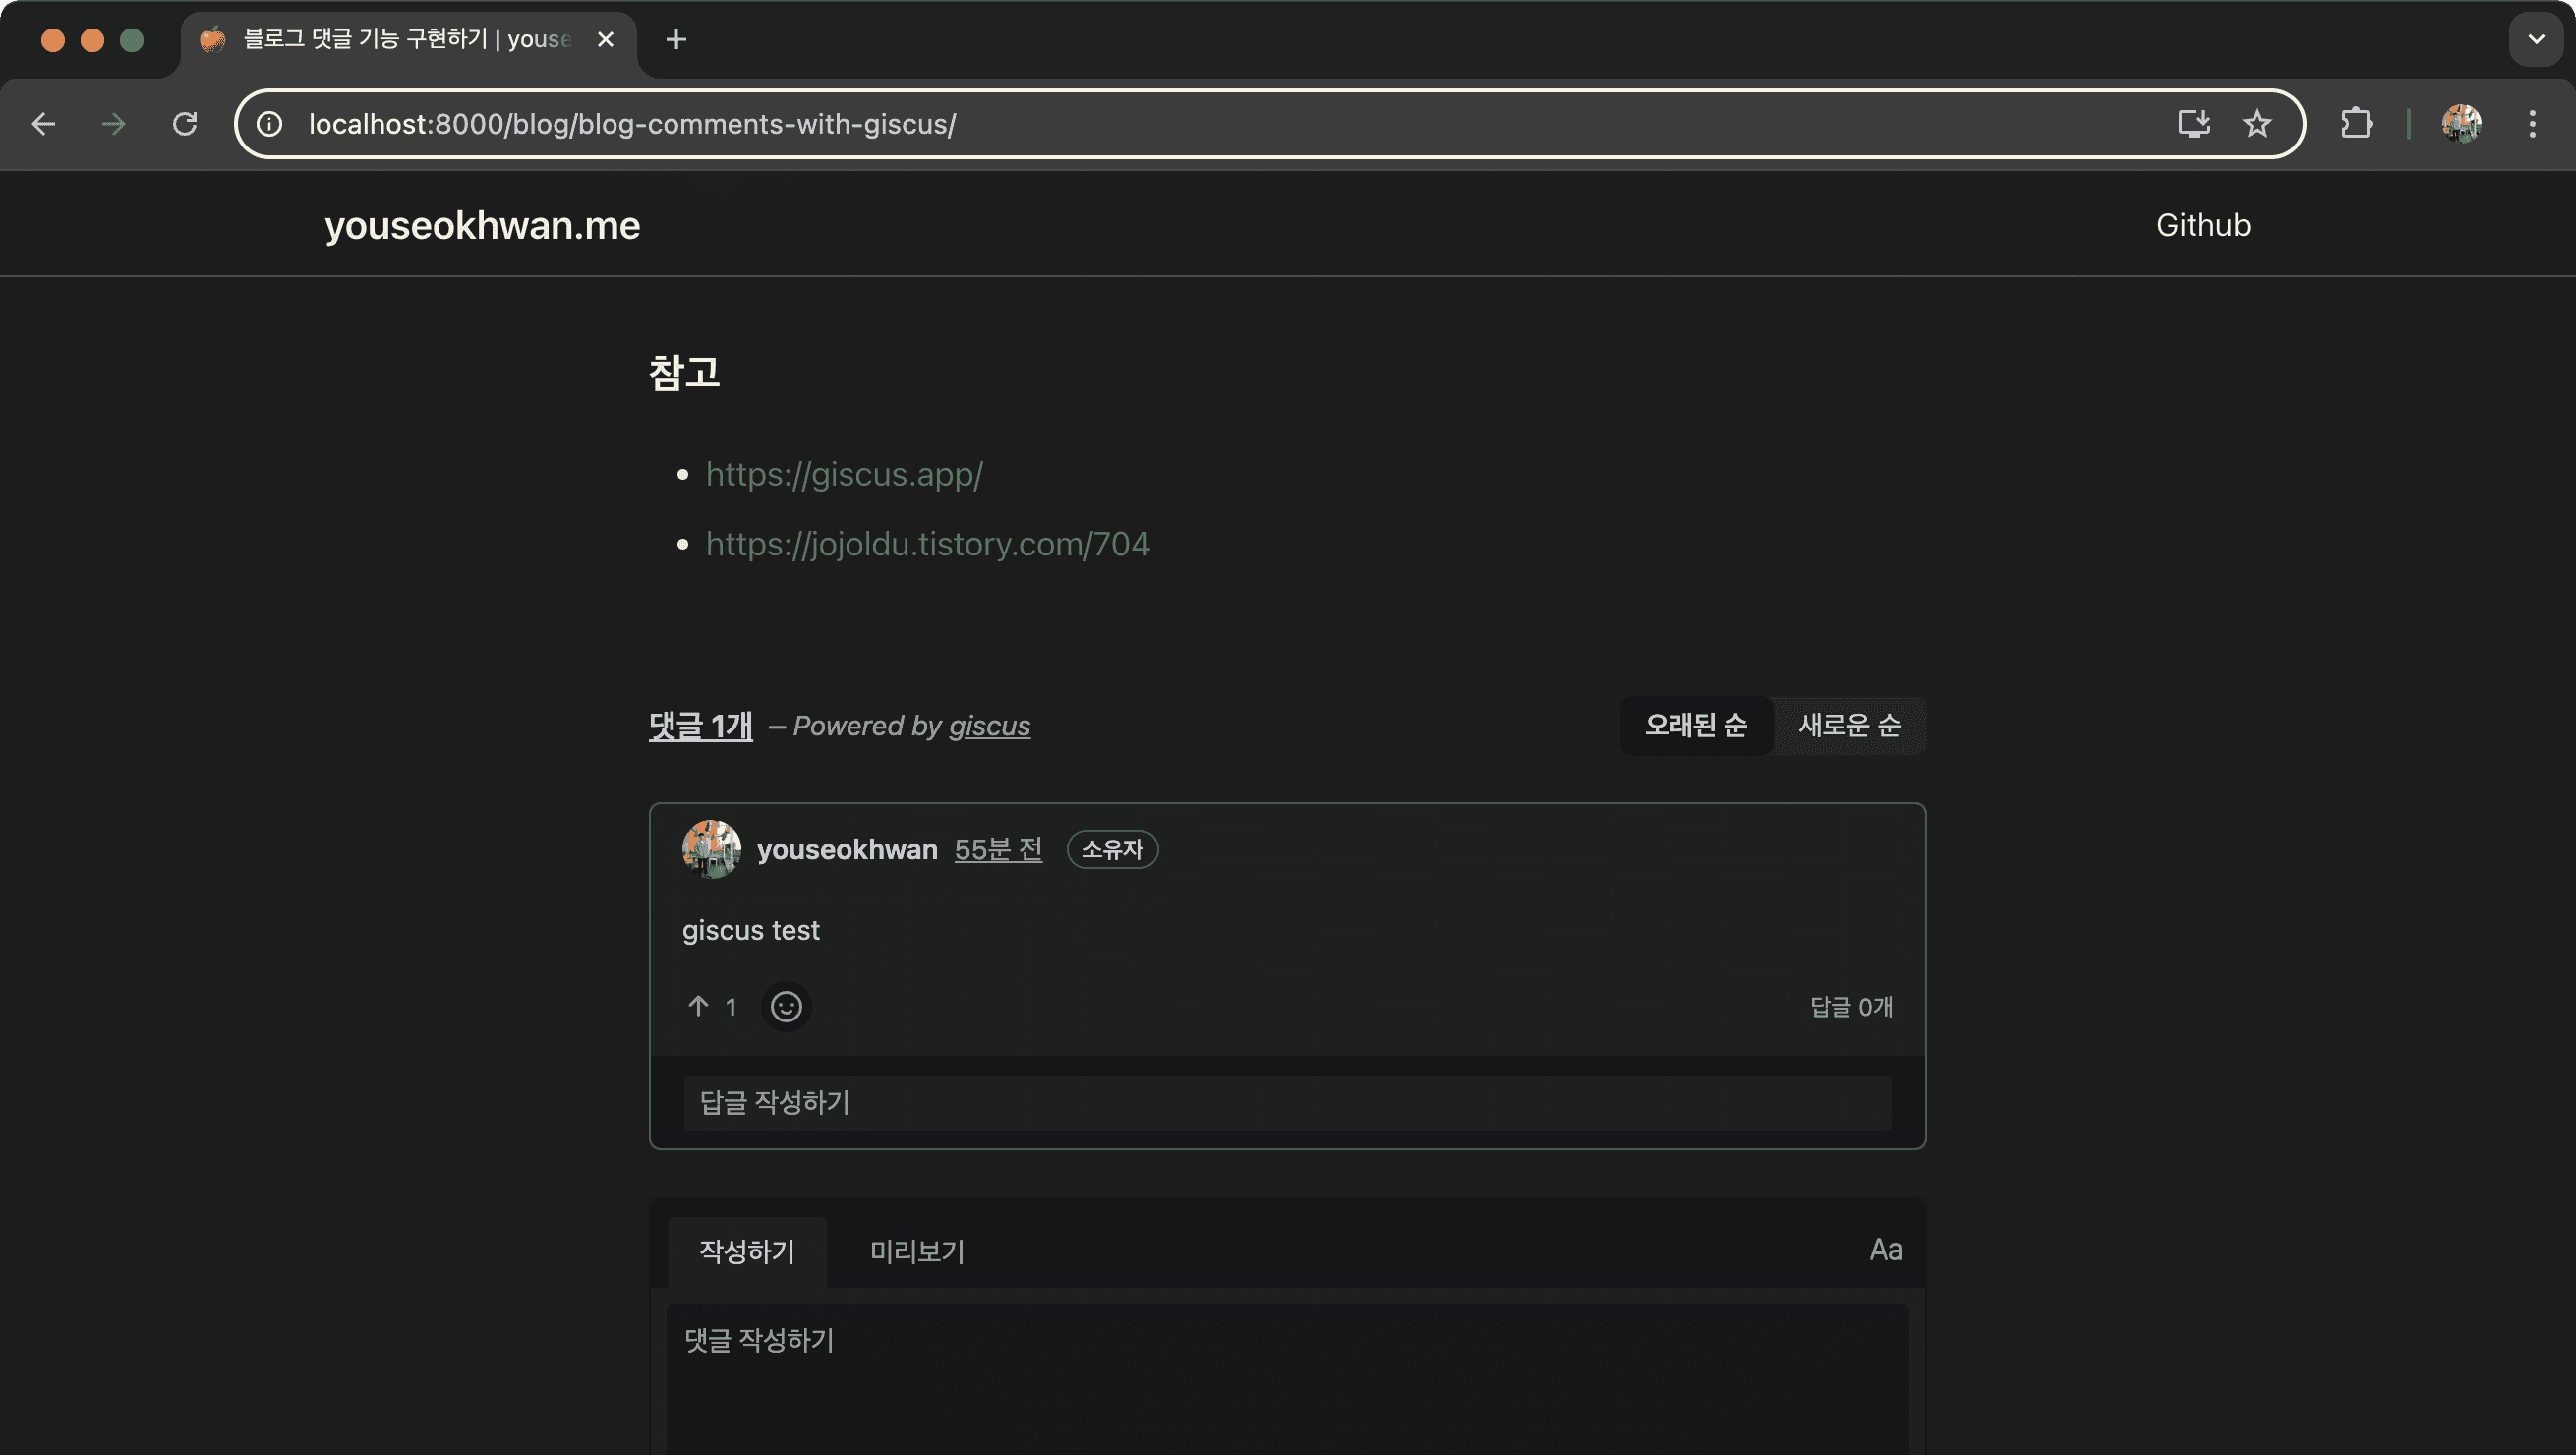 블로그 댓글 기능 구현하기 | youse
localhost:8000/blog/blog-comments-with-giscus/
youseokhwan.me
Github
참고
https://giscus.app/
https://jojoldu.tistory.com/704
댓글 1개 – Powered by giscus
오래된 순 새로운 순
youseokhwan 55분 전 소유자
giscus test
1
답글 0개
답글 작성하기
작성하기 미리보기 Aa
댓글 작성하기